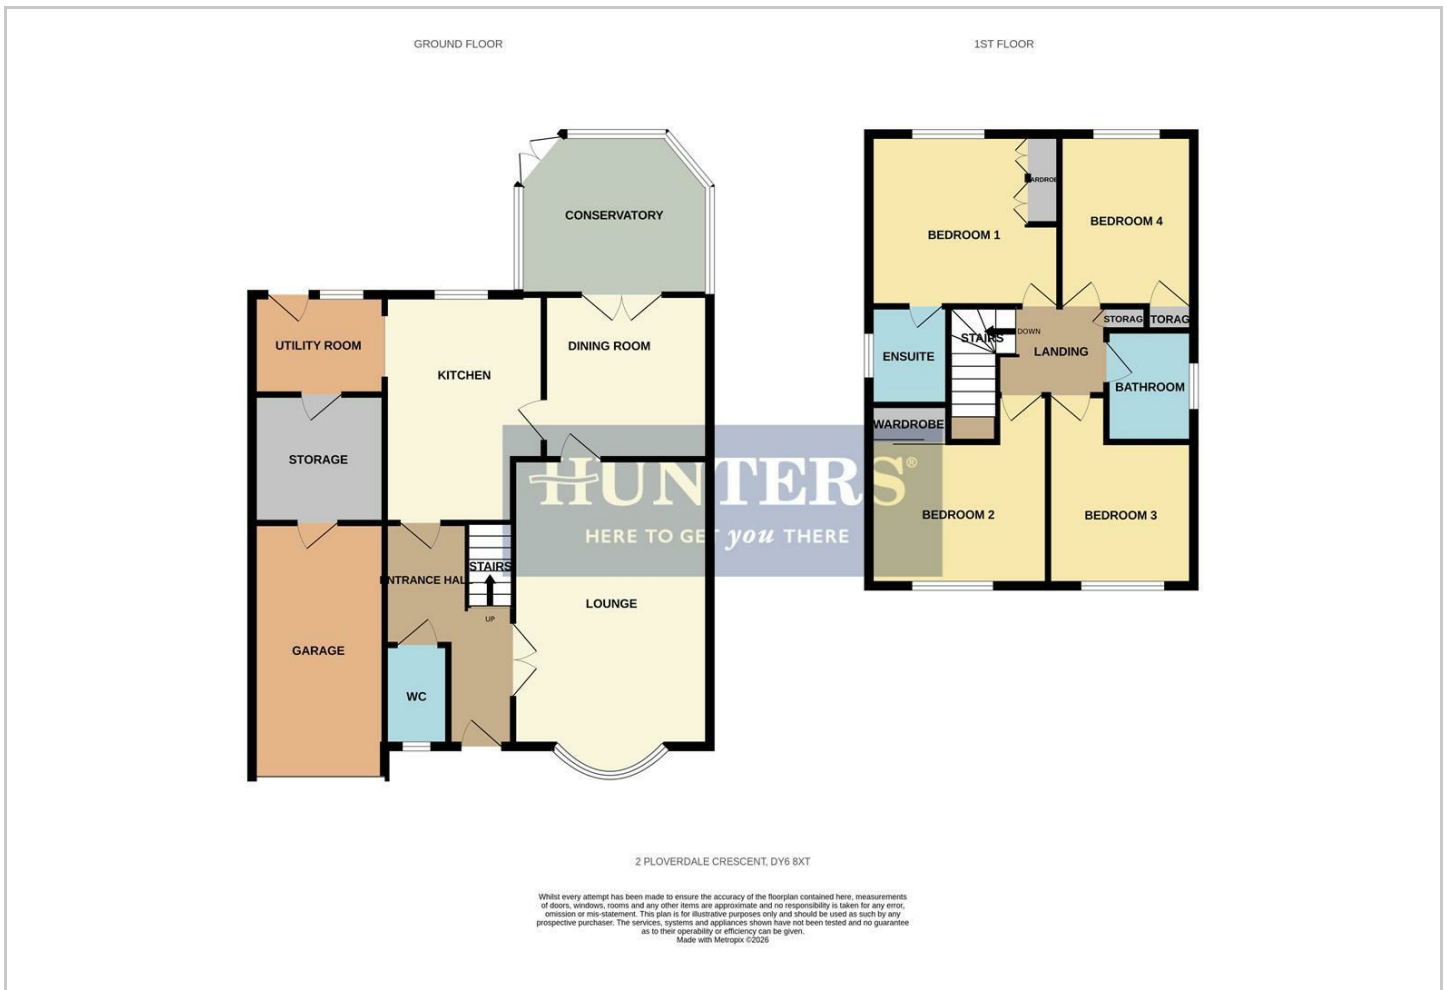 GROUND FLOOR
1ST FLOOR
CONSERVATORY
UTILITY ROOM
KITCHEN
DINING ROOM
STORAGE
ENTRANCE HAL
STAIRS
UP
LOUNGE
GARAGE
WC
BEDROOM 1
ARDROB
BEDROOM 4
ENSUITE
STAIRS
DOWN
LANDING
STORAG
TORAG
BATHROOM
WARDROBE
BEDROOM 2
BEDROOM 3
HUNTERS®
HERE TO GET you THERE
2 PLOVERDALE CRESCENT, DY6 8XT
Whilst every attempt has been made to ensure the accuracy of the floorplan contained here, measurements
of doors, windows, rooms and any other items are approximate and no responsibility is taken for any error,
omission or mis-statement. This plan is for illustrative purposes only and should be used as such by any
prospective purchaser. The services, systems and appliances shown have not been tested and no guarantee
as to their operability or efficiency can be given.
Made with Metropix ©2026